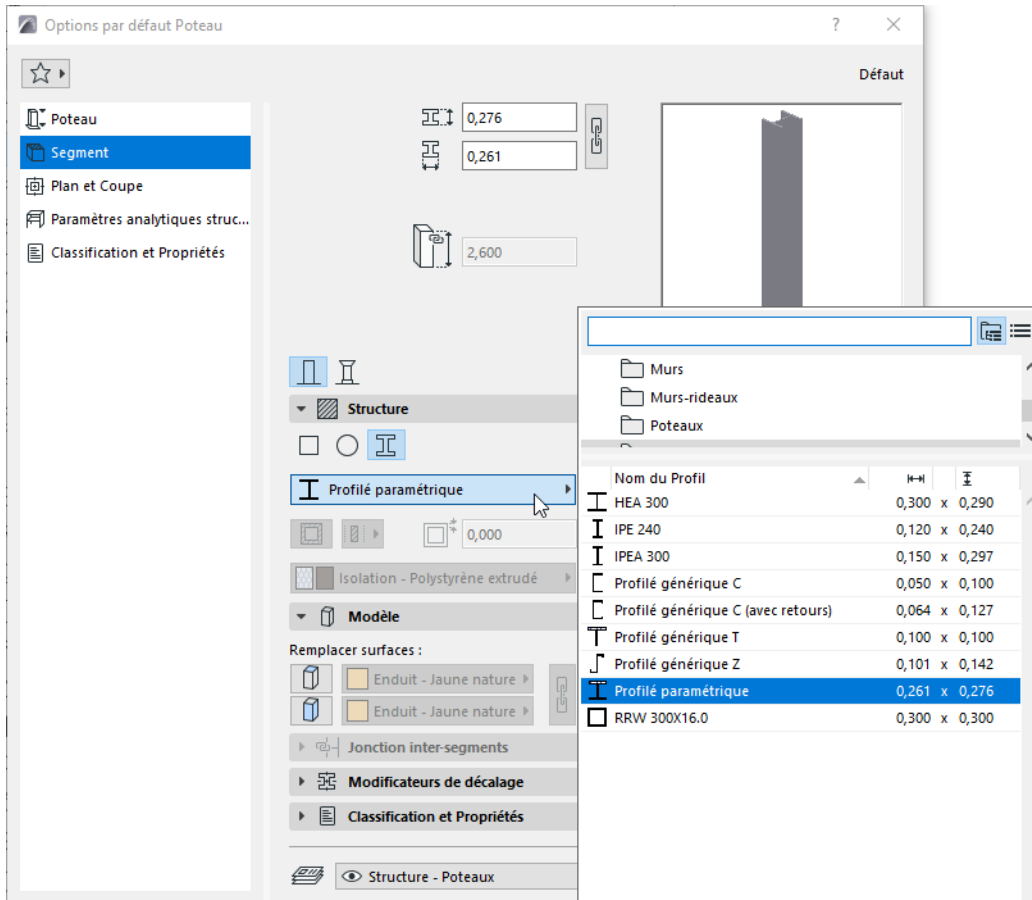 Options par défaut Poteau
?
Défaut
Poteau
Segment
Plan et Coupe
Paramètres analytiques struc...
Classification et Propriétés
0,276
0,261
2,600
Structure
Profilé paramétrique
0,000
Isolation - Polystyrène extrudé
Modèle
Remplacer surfaces :
Enduit - Jaune nature
Enduit - Jaune nature
Jonction inter-segments
Modificateurs de décalage
Classification et Propriétés
Structure - Poteaux
Murs
Murs-rideaux
Poteaux
Nom du Profil
HEA 300 0,300 x 0,290
IPE 240 0,120 x 0,240
IPEA 300 0,150 x 0,297
Profilé générique C 0,050 x 0,100
Profilé générique C (avec retours) 0,064 x 0,127
Profilé générique T 0,100 x 0,100
Profilé générique Z 0,101 x 0,142
Profilé paramétrique 0,261 x 0,276
RRW 300X16.0 0,300 x 0,300